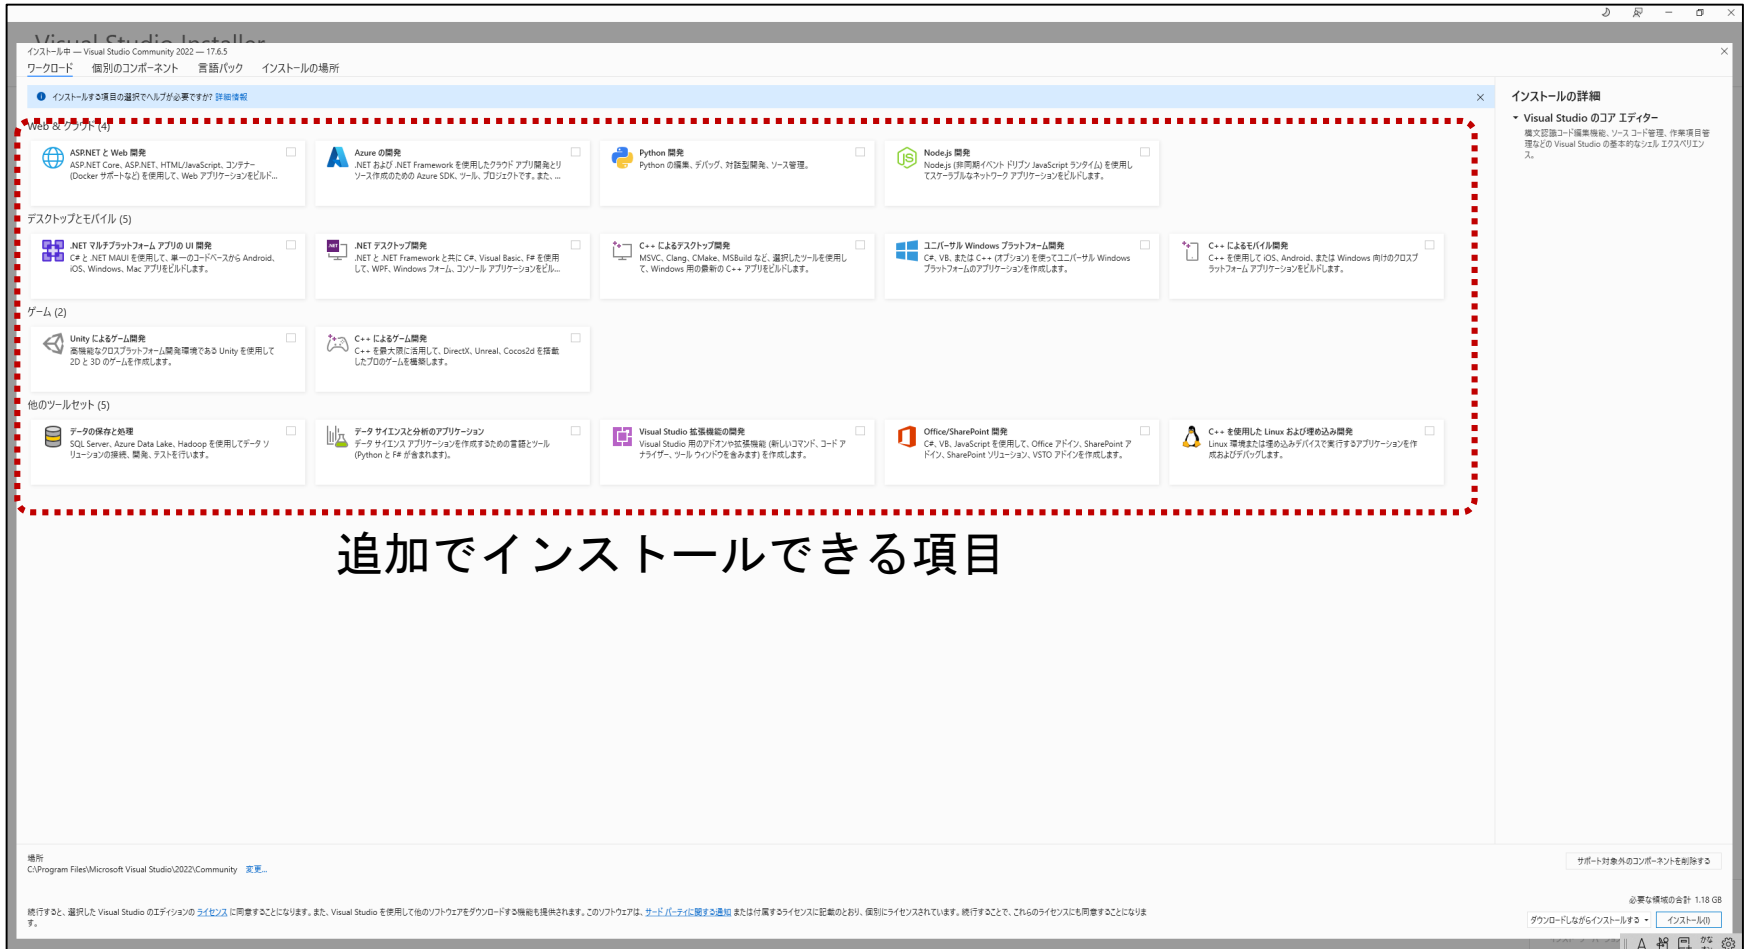 Visual Studio Installer
インストール中 — Visual Studio Community 2022 — 17.6.5
ワークロード 個別のコンポーネント 言語パック インストールの場所
インストールする項目の選択でヘルプが必要ですか? 詳細情報
Web & クラウド (4)
ASP.NET と Web 開発
ASP.NET Core、ASP.NET、HTML/JavaScript、コンテナー
(Docker サポートなど) を使用して、Web アプリケーションをビルド...
Azure の開発
.NET および .NET Framework を使用したクラウド アプリ開発とリ
ソース作成のための Azure SDK、ツール、プロジェクトです。また、...
Python 開発
Python の編集、デバッグ、対話型開発、ソース管理。
Node.js 開発
Node.js (非同期イベント ドリブン JavaScript ランタイム) を使用し
てスケーラブルなネットワーク アプリケーションをビルドします。
デスクトップとモバイル (5)
.NET マルチプラットフォーム アプリの UI 開発
C# と .NET MAUI を使用して、単一のコードベースから Android、
iOS、Windows、Mac アプリをビルドします。
.NET デスクトップ開発
.NET と .NET Framework と共に C#、Visual Basic、F# を使用
して、WPF、Windows フォーム、コンソール アプリケーションをビル...
C++ によるデスクトップ開発
MSVC、Clang、CMake、MSBuild など、選択したツールを使用し
て、Windows 用の最新の C++ アプリをビルドします。
ユニバーサル Windows プラットフォーム開発
C#、VB、または C++ (オプション) を使ってユニバーサル Windows
プラットフォームのアプリケーションを作成します。
C++ によるモバイル開発
C++ を使用して iOS、Android、または Windows 向けのクロスプ
ラットフォーム アプリケーションをビルドします。
ゲーム (2)
Unity によるゲーム開発
高機能なクロスプラットフォーム開発環境である Unity を使用して
2D と 3D のゲームを作成します。
C++ によるゲーム開発
C++ を最大限に活用して、DirectX、Unreal、Cocos2d を搭載
したプロのゲームを構築します。
他のツールセット (5)
データの保存と処理
SQL Server、Azure Data Lake、Hadoop を使用してデータ ソ
リューションの接続、開発、テストを行います。
データ サイエンスと分析のアプリケーション
データ サイエンス アプリケーションを作成するための言語とツール
(Python と F# が含まれます)。
Visual Studio 拡張機能の開発
Visual Studio 用のアドオンや拡張機能 (新しいコマンド、コード ア
ナライザー、ツール ウィンドウを含みます) を作成します。
Office/SharePoint 開発
C#、VB、JavaScript を使用して、Office アドイン、SharePoint ア
ドイン、SharePoint ソリューション、VSTO アドインを作成します。
C++ を使用した Linux および埋め込み開発
Linux 環境または埋め込みデバイスで実行するアプリケーションを作
成およびデバッグします。
追加でインストールできる項目
インストールの詳細
Visual Studio のコア エディター
構文認識コード編集機能、ソース コード管理、作業項目管
理などの Visual Studio の基本的なシェル エクスペリエン
ス。
場所
C:\Program Files\Microsoft Visual Studio\2022\Community 変更...
サポート対象外のコンポーネントを削除する
必要な領域の合計 1.18 GB
続行すると、選択した Visual Studio のエディションの ライセンス に同意することになります。また、Visual Studio を使用して他のソフトウェアをダウンロードする機能も提供されます。このソフトウェアは、サード パーティに関する通知 または付属するライセンスに記載のとおり、個別にライセンスされています。続行することで、これらのライセンスにも同意することになりま
す。
ダウンロードしながらインストールする インストール(I)